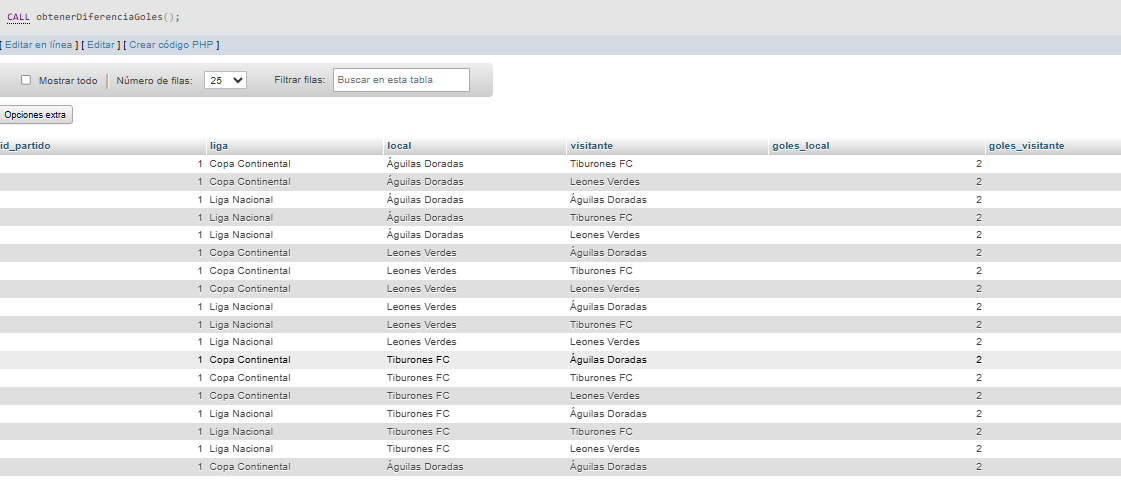 CALL obtenerDiferenciaGoles();
[ Editar en línea ] [ Editar ] [ Crear código PHP ]
Mostrar todo | Número de filas: 25 Filtrar filas: Buscar en esta tabla
Opciones extra
id_partido liga local visitante goles_local goles_visitante
1 Copa Continental Águilas Doradas Tiburones FC 2
1 Copa Continental Águilas Doradas Leones Verdes 2
1 Liga Nacional Águilas Doradas Águilas Doradas 2
1 Liga Nacional Águilas Doradas Tiburones FC 2
1 Liga Nacional Águilas Doradas Leones Verdes 2
1 Copa Continental Leones Verdes Águilas Doradas 2
1 Copa Continental Leones Verdes Tiburones FC 2
1 Copa Continental Leones Verdes Leones Verdes 2
1 Liga Nacional Leones Verdes Águilas Doradas 2
1 Liga Nacional Leones Verdes Tiburones FC 2
1 Liga Nacional Leones Verdes Leones Verdes 2
1 Copa Continental Tiburones FC Águilas Doradas 2
1 Copa Continental Tiburones FC Tiburones FC 2
1 Copa Continental Tiburones FC Leones Verdes 2
1 Liga Nacional Tiburones FC Águilas Doradas 2
1 Liga Nacional Tiburones FC Tiburones FC 2
1 Liga Nacional Tiburones FC Leones Verdes 2
1 Copa Continental Águilas Doradas Águilas Doradas 2